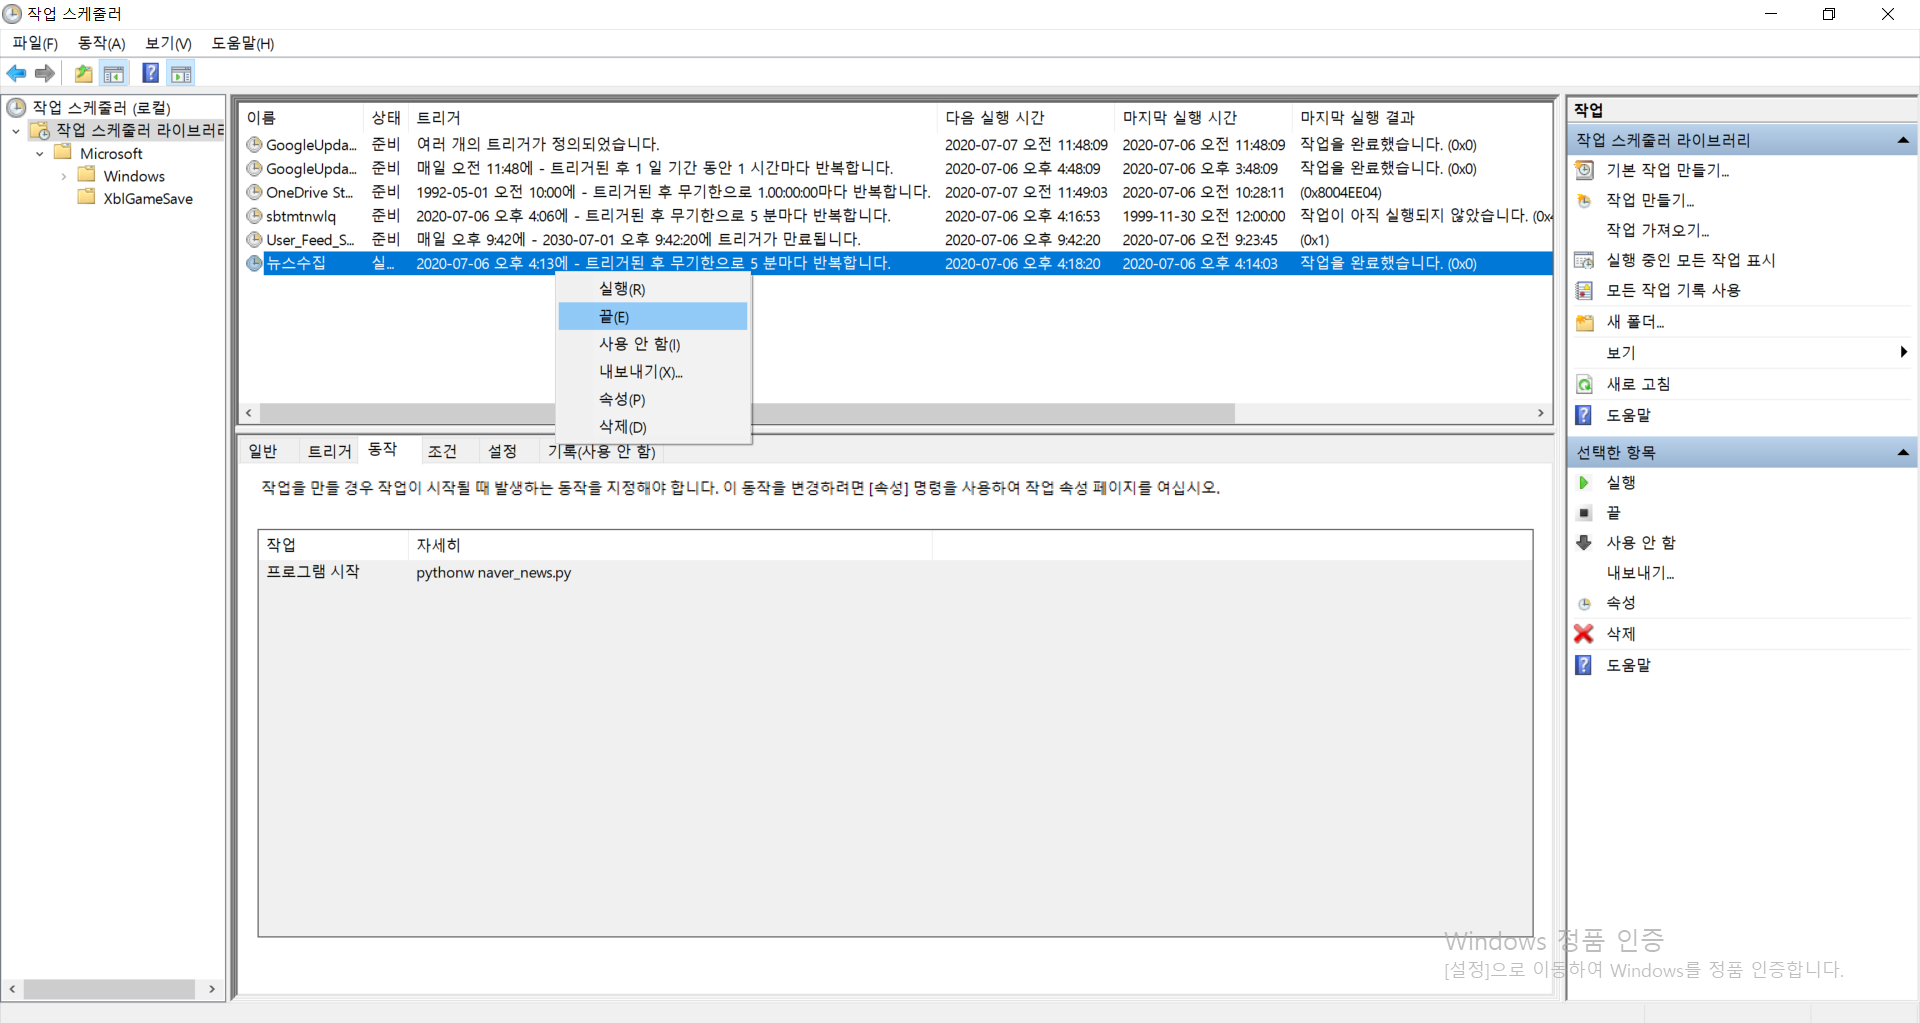 작업 스케줄러
파일(F) 동작(A) 보기(V) 도움말(H)
작업 스케줄러 (로컬)
작업 스케줄러 라이브러리
Microsoft
Windows
XblGameSave
이름 상태 트리거 다음 실행 시간 마지막 실행 시간 마지막 실행 결과
GoogleUpda... 준비 여러 개의 트리거가 정의되었습니다. 2020-07-07 오전 11:48:09 2020-07-06 오전 11:48:09 작업을 완료했습니다. (0x0)
GoogleUpda... 준비 매일 오전 11:48에 - 트리거된 후 1 일 기간 동안 1 시간마다 반복합니다. 2020-07-06 오후 4:48:09 2020-07-06 오후 3:48:09 작업을 완료했습니다. (0x0)
OneDrive St... 준비 1992-05-01 오전 10:00에 - 트리거된 후 무기한으로 1.00:00:00마다 반복합니다. 2020-07-07 오전 11:49:03 2020-07-06 오전 10:28:11 (0x8004EE04)
sbtmtnwlq 준비 2020-07-06 오후 4:06에 - 트리거된 후 무기한으로 5 분마다 반복합니다. 2020-07-06 오후 4:16:53 1999-11-30 오전 12:00:00 작업이 아직 실행되지 않았습니다. (0x
User_Feed_S... 준비 매일 오후 9:42에 - 2030-07-01 오후 9:42:20에 트리거가 만료됩니다. 2020-07-06 오후 9:42:20 2020-07-06 오전 9:23:45 (0x1)
뉴스수집 실... 2020-07-06 오후 4:13에 - 트리거된 후 무기한으로 5 분마다 반복합니다. 2020-07-06 오후 4:18:20 2020-07-06 오후 4:14:03 작업을 완료했습니다. (0x0)
실행(R)
끝(E)
사용 안 함(I)
내보내기(X)...
속성(P)
삭제(D)
일반 트리거 동작 조건 설정 기록(사용 안 함)
작업을 만들 경우 작업이 시작될 때 발생하는 동작을 지정해야 합니다. 이 동작을 변경하려면 [속성] 명령을 사용하여 작업 속성 페이지를 여십시오.
작업 자세히
프로그램 시작 pythonw naver_news.py
작업
작업 스케줄러 라이브러리
기본 작업 만들기...
작업 만들기...
작업 가져오기...
실행 중인 모든 작업 표시
모든 작업 기록 사용
새 폴더...
보기
새로 고침
도움말
선택한 항목
실행
끝
사용 안 함
내보내기...
속성
삭제
도움말
Windows 정품 인증
[설정]으로 이동하여 Windows를 정품 인증합니다.